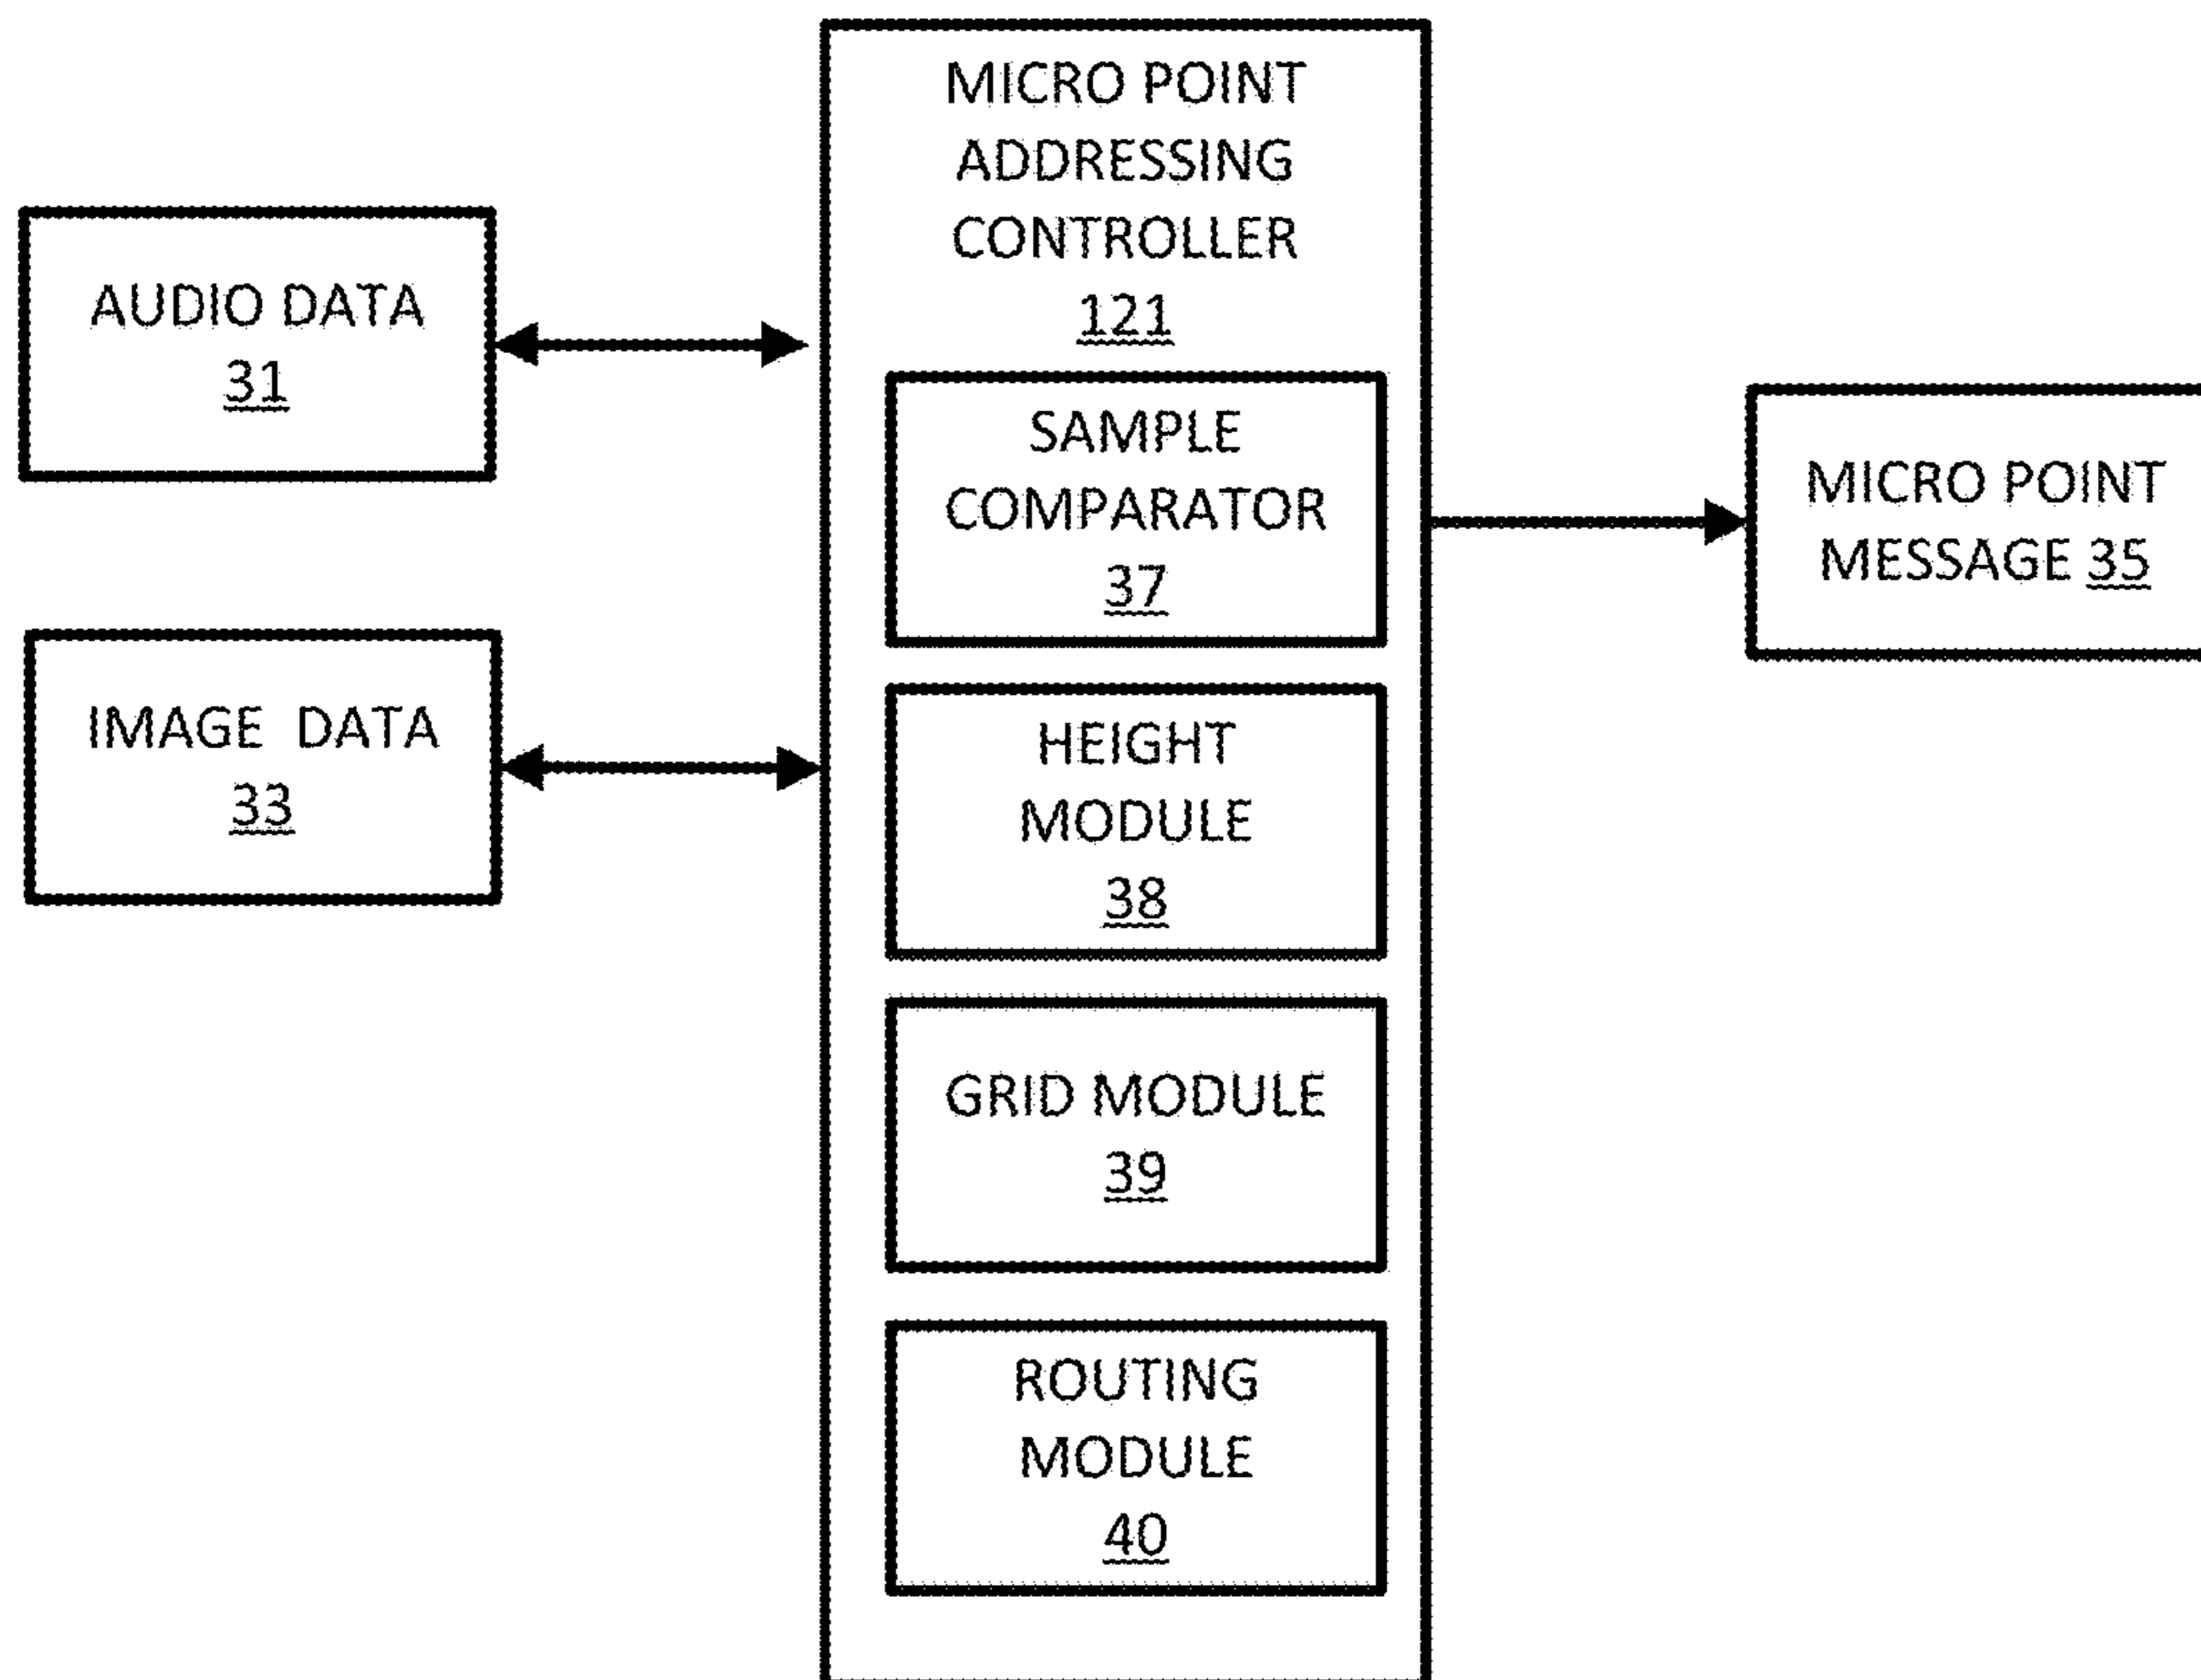 AUDIO DATA
31
IMAGE DATA
33
MICRO POINT
ADDRESSING
CONTROLLER
121
SAMPLE
COMPARATOR
37
HEIGHT
MODULE
38
GRID MODULE
39
ROUTING
MODULE
40
MICRO POINT
MESSAGE 35